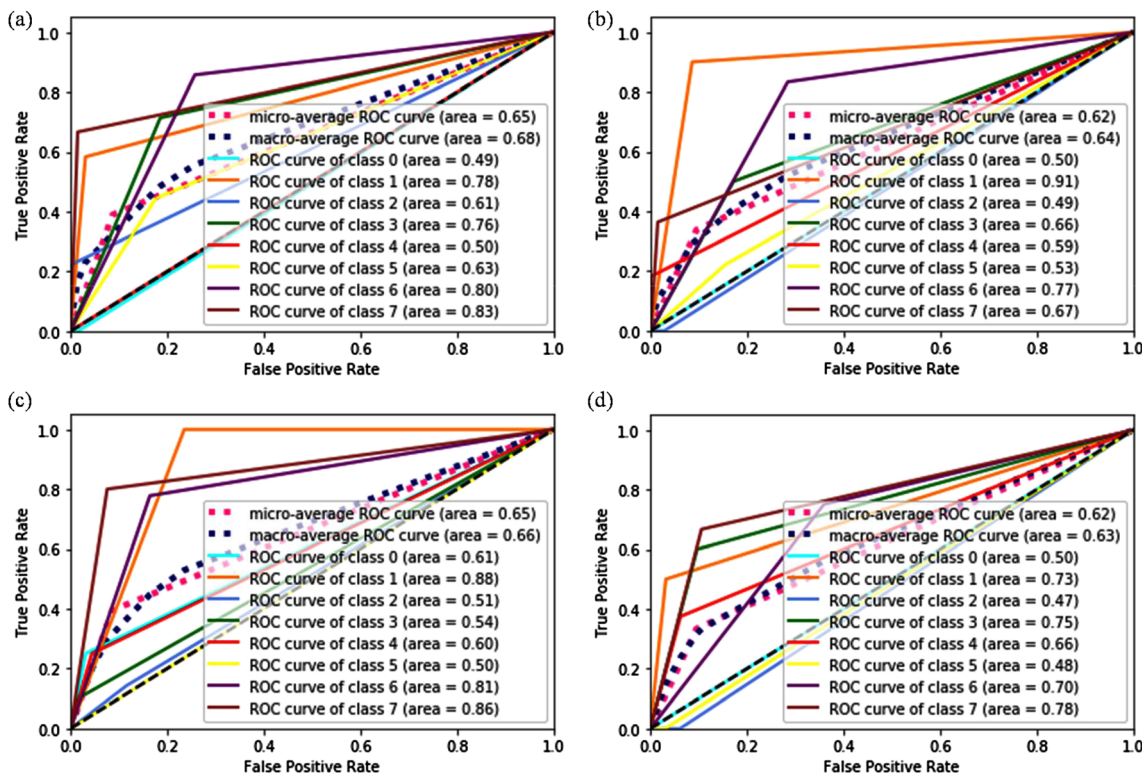 (a)
True Positive Rate
1.0
0.8
0.6
0.4
0.2
0.0
micro-average ROC curve (area = 0.65)
macro-average ROC curve (area = 0.68)
ROC curve of class 0 (area = 0.49)
ROC curve of class 1 (area = 0.78)
ROC curve of class 2 (area = 0.61)
ROC curve of class 3 (area = 0.76)
ROC curve of class 4 (area = 0.50)
ROC curve of class 5 (area = 0.63)
ROC curve of class 6 (area = 0.80)
ROC curve of class 7 (area = 0.83)
0.0 0.2 0.4 0.6 0.8 1.0
False Positive Rate
(b)
True Positive Rate
1.0
0.8
0.6
0.4
0.2
0.0
micro-average ROC curve (area = 0.62)
macro-average ROC curve (area = 0.64)
ROC curve of class 0 (area = 0.50)
ROC curve of class 1 (area = 0.91)
ROC curve of class 2 (area = 0.49)
ROC curve of class 3 (area = 0.66)
ROC curve of class 4 (area = 0.59)
ROC curve of class 5 (area = 0.53)
ROC curve of class 6 (area = 0.77)
ROC curve of class 7 (area = 0.67)
0.0 0.2 0.4 0.6 0.8 1.0
False Positive Rate
(c)
True Positive Rate
1.0
0.8
0.6
0.4
0.2
0.0
micro-average ROC curve (area = 0.65)
macro-average ROC curve (area = 0.66)
ROC curve of class 0 (area = 0.61)
ROC curve of class 1 (area = 0.88)
ROC curve of class 2 (area = 0.51)
ROC curve of class 3 (area = 0.54)
ROC curve of class 4 (area = 0.60)
ROC curve of class 5 (area = 0.50)
ROC curve of class 6 (area = 0.81)
ROC curve of class 7 (area = 0.86)
0.0 0.2 0.4 0.6 0.8 1.0
False Positive Rate
(d)
True Positive Rate
1.0
0.8
0.6
0.4
0.2
0.0
micro-average ROC curve (area = 0.62)
macro-average ROC curve (area = 0.63)
ROC curve of class 0 (area = 0.50)
ROC curve of class 1 (area = 0.73)
ROC curve of class 2 (area = 0.47)
ROC curve of class 3 (area = 0.75)
ROC curve of class 4 (area = 0.66)
ROC curve of class 5 (area = 0.48)
ROC curve of class 6 (area = 0.70)
ROC curve of class 7 (area = 0.78)
0.0 0.2 0.4 0.6 0.8 1.0
False Positive Rate